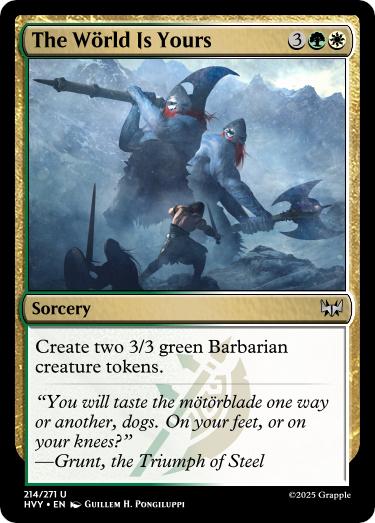 The Wörld Is Yours 3
Sorcery
Create two 3/3 green Barbarian
creature tokens.
“You will taste the mötörblade one way
or another, dogs. On your feet, or on
your knees?”
—Grunt, the Triumph of Steel
214/271 U
HVY • EN Guillem H. Pongiluppi
©2025 Grapple